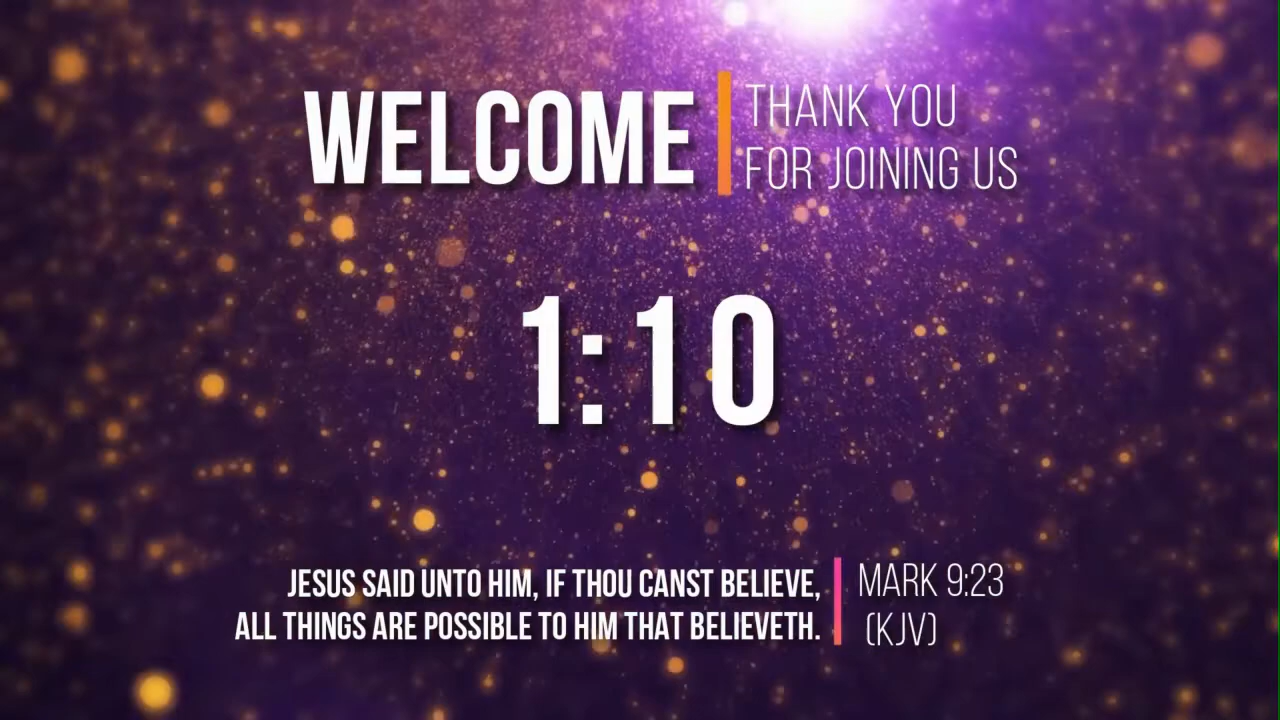 WELCOME
THANK YOU
FOR JOINING US
1:10
JESUS SAID UNTO HIM, IF THOU CANST BELIEVE,
ALL THINGS ARE POSSIBLE TO HIM THAT BELIEVETH.
MARK 9:23
(KJV)